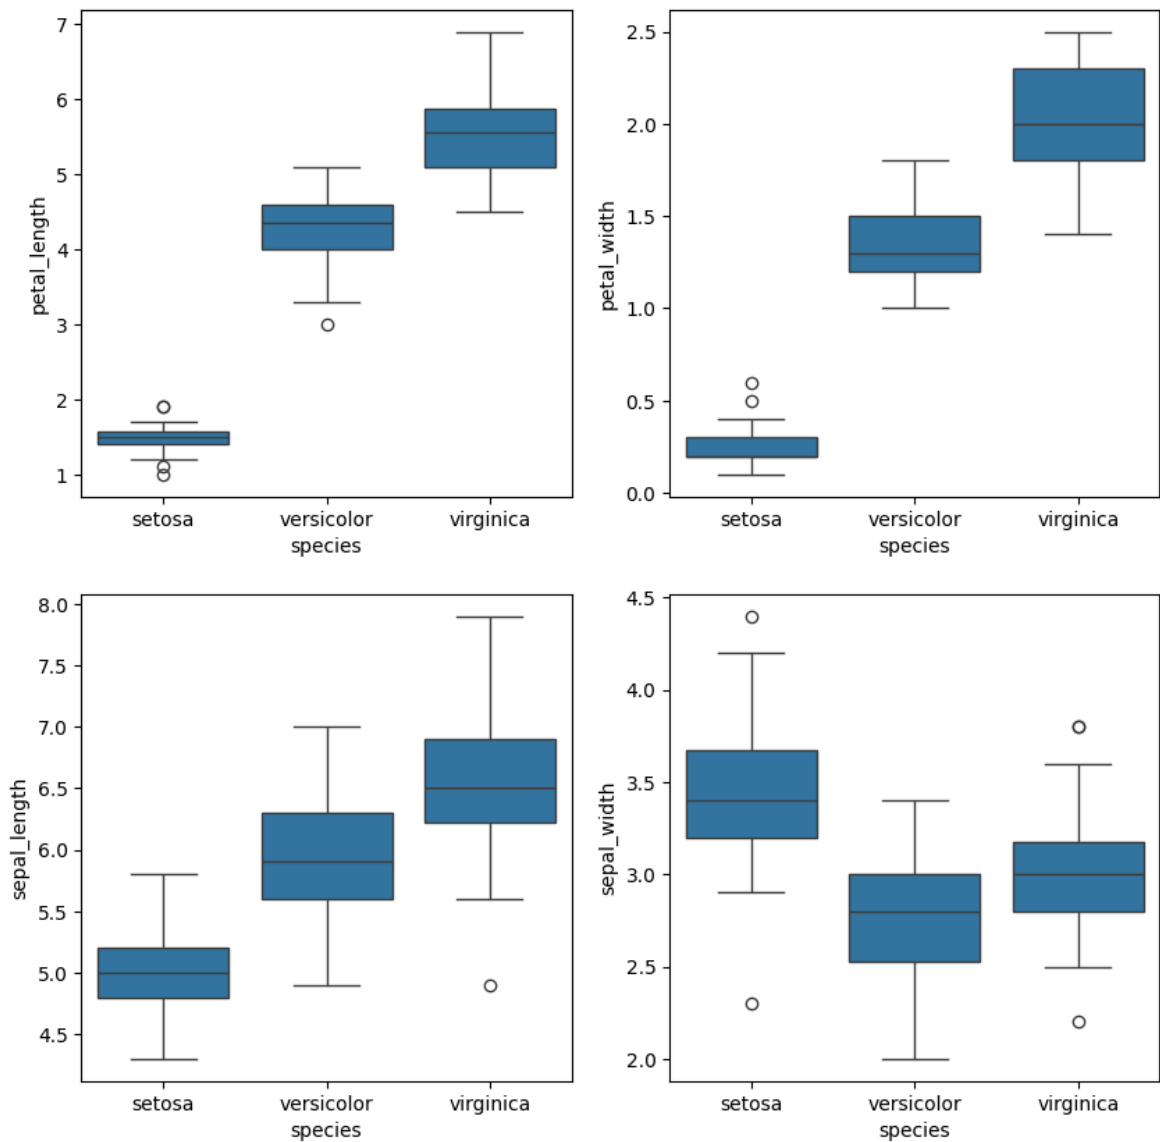 7
6
5
4
3
2
1
petal_length
setosa versicolor virginica
species
2.5
2.0
1.5
1.0
0.5
0.0
petal_width
setosa versicolor virginica
species
8.0
7.5
7.0
6.5
6.0
5.5
5.0
4.5
sepal_length
setosa versicolor virginica
species
4.5
4.0
3.5
3.0
2.5
2.0
sepal_width
setosa versicolor virginica
species